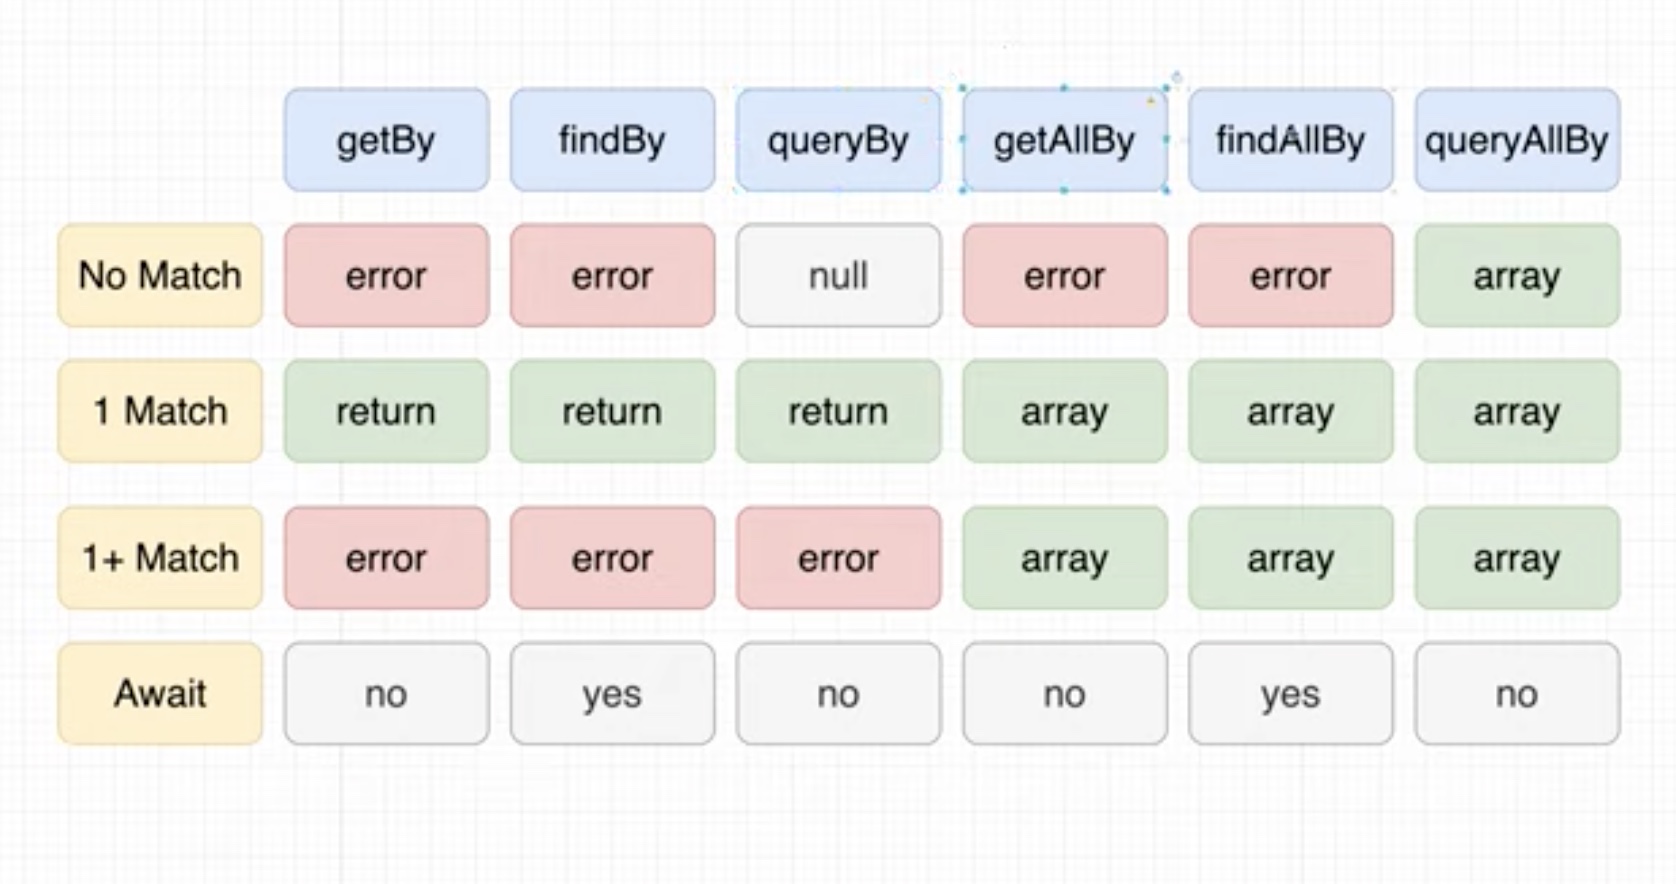 getBy findBy queryBy getAllBy findAllBy queryAllBy
No Match error error null error error array
1 Match return return return array array array
1+ Match error error error array array array
Await no yes no no yes no